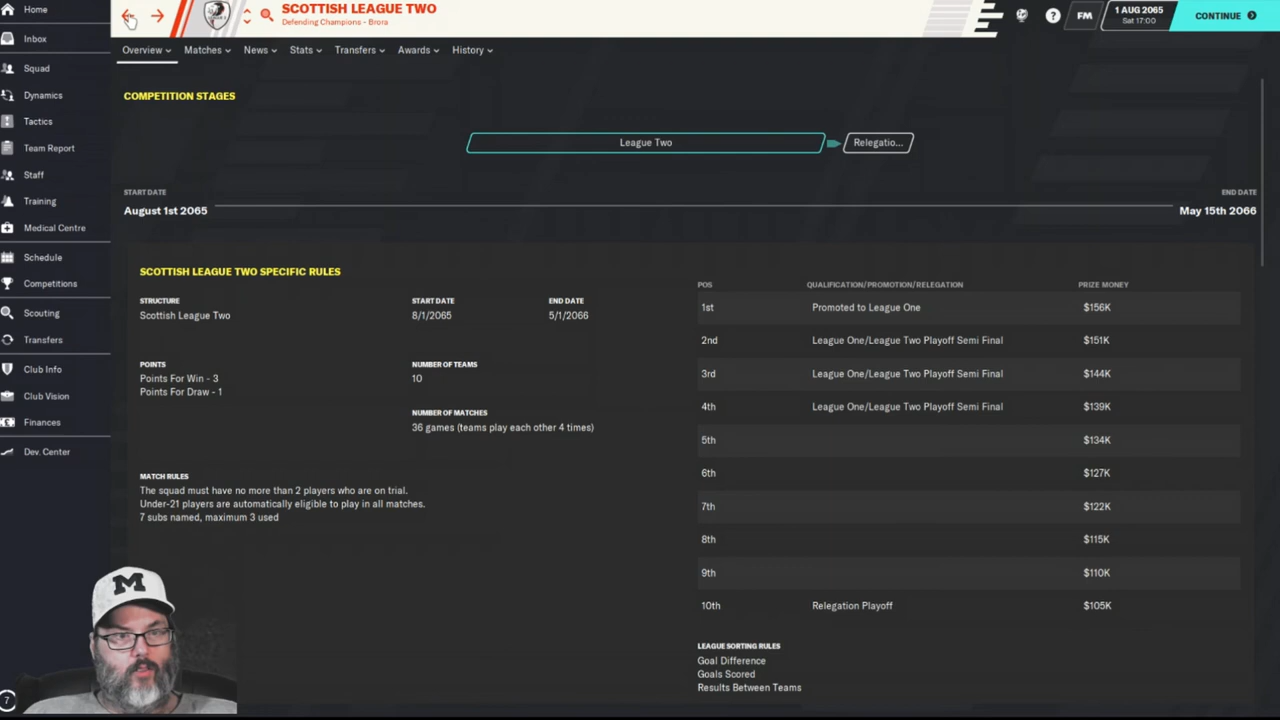 Home
Inbox
Squad
Dynamics
Tactics
Team Report
Staff
Training
Medical Centre
Schedule
Competitions
Scouting
Transfers
Club Info
Club Vision
Finances
Dev. Center
SCOTTISH LEAGUE TWO
Defending Champions - Brora
FM
1 AUG 2065
Sat 17:00
CONTINUE
Overview
Matches
News
Stats
Transfers
Awards
History
COMPETITION STAGES
League Two
Relegatio...
START DATE
August 1st 2065
END DATE
May 15th 2066
SCOTTISH LEAGUE TWO SPECIFIC RULES
STRUCTURE
Scottish League Two
START DATE
8/1/2065
END DATE
5/1/2066
POINTS
Points For Win - 3
Points For Draw - 1
NUMBER OF TEAMS
10
NUMBER OF MATCHES
36 games (teams play each other 4 times)
MATCH RULES
The squad must have no more than 2 players who are on trial.
Under-21 players are automatically eligible to play in all matches.
7 subs named, maximum 3 used
POS QUALIFICATION/PROMOTION/RELEGATION PRIZE MONEY
1st Promoted to League One $156K
2nd League One/League Two Playoff Semi Final $151K
3rd League One/League Two Playoff Semi Final $144K
4th League One/League Two Playoff Semi Final $139K
5th $134K
6th $127K
7th $122K
8th $115K
9th $110K
10th Relegation Playoff $105K
LEAGUE SORTING RULES
Goal Difference
Goals Scored
Results Between Teams
M
7